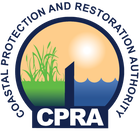 COASTAL PROTECTION AND RESTORATION AUTHORITY
CPRA